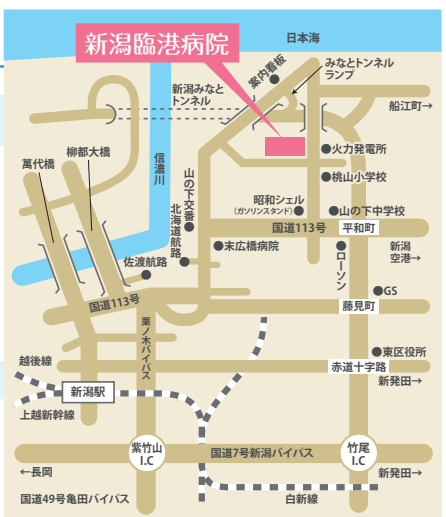 日本海
新潟臨港病院
案内看板
みなとトンネル
ランプ
新潟みなと
トンネル
船江町→
火力発電所
柳都大橋
萬代橋
信濃川
山の下交番
桃山小学校
昭和シェル
(ガソリンスタンド)
山の下中学校
北海道航路
国道113号
平和町
末広橋病院
新潟
空港→
ローソン
佐渡航路
GS
国道113号
藤見町
栗ノ木バイパス
東区役所
越後線
赤道十字路
新発田→
新潟駅
上越新幹線
紫竹山
I.C
国道7号新潟バイパス
竹尾
I.C
←長岡
新発田→
国道49号亀田バイパス
白新線